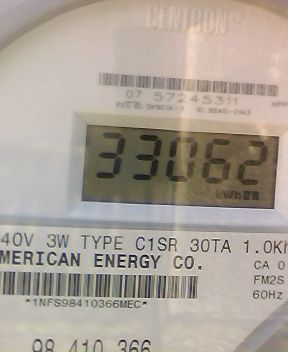 CENTRON®
07 57245311
33062
kWh
40V 3W TYPE C1SR 30TA 1.0Kh
MERICAN ENERGY CO.
CA 0
FM2S
*1NFS98410366MEC*
60Hz
98 410 366